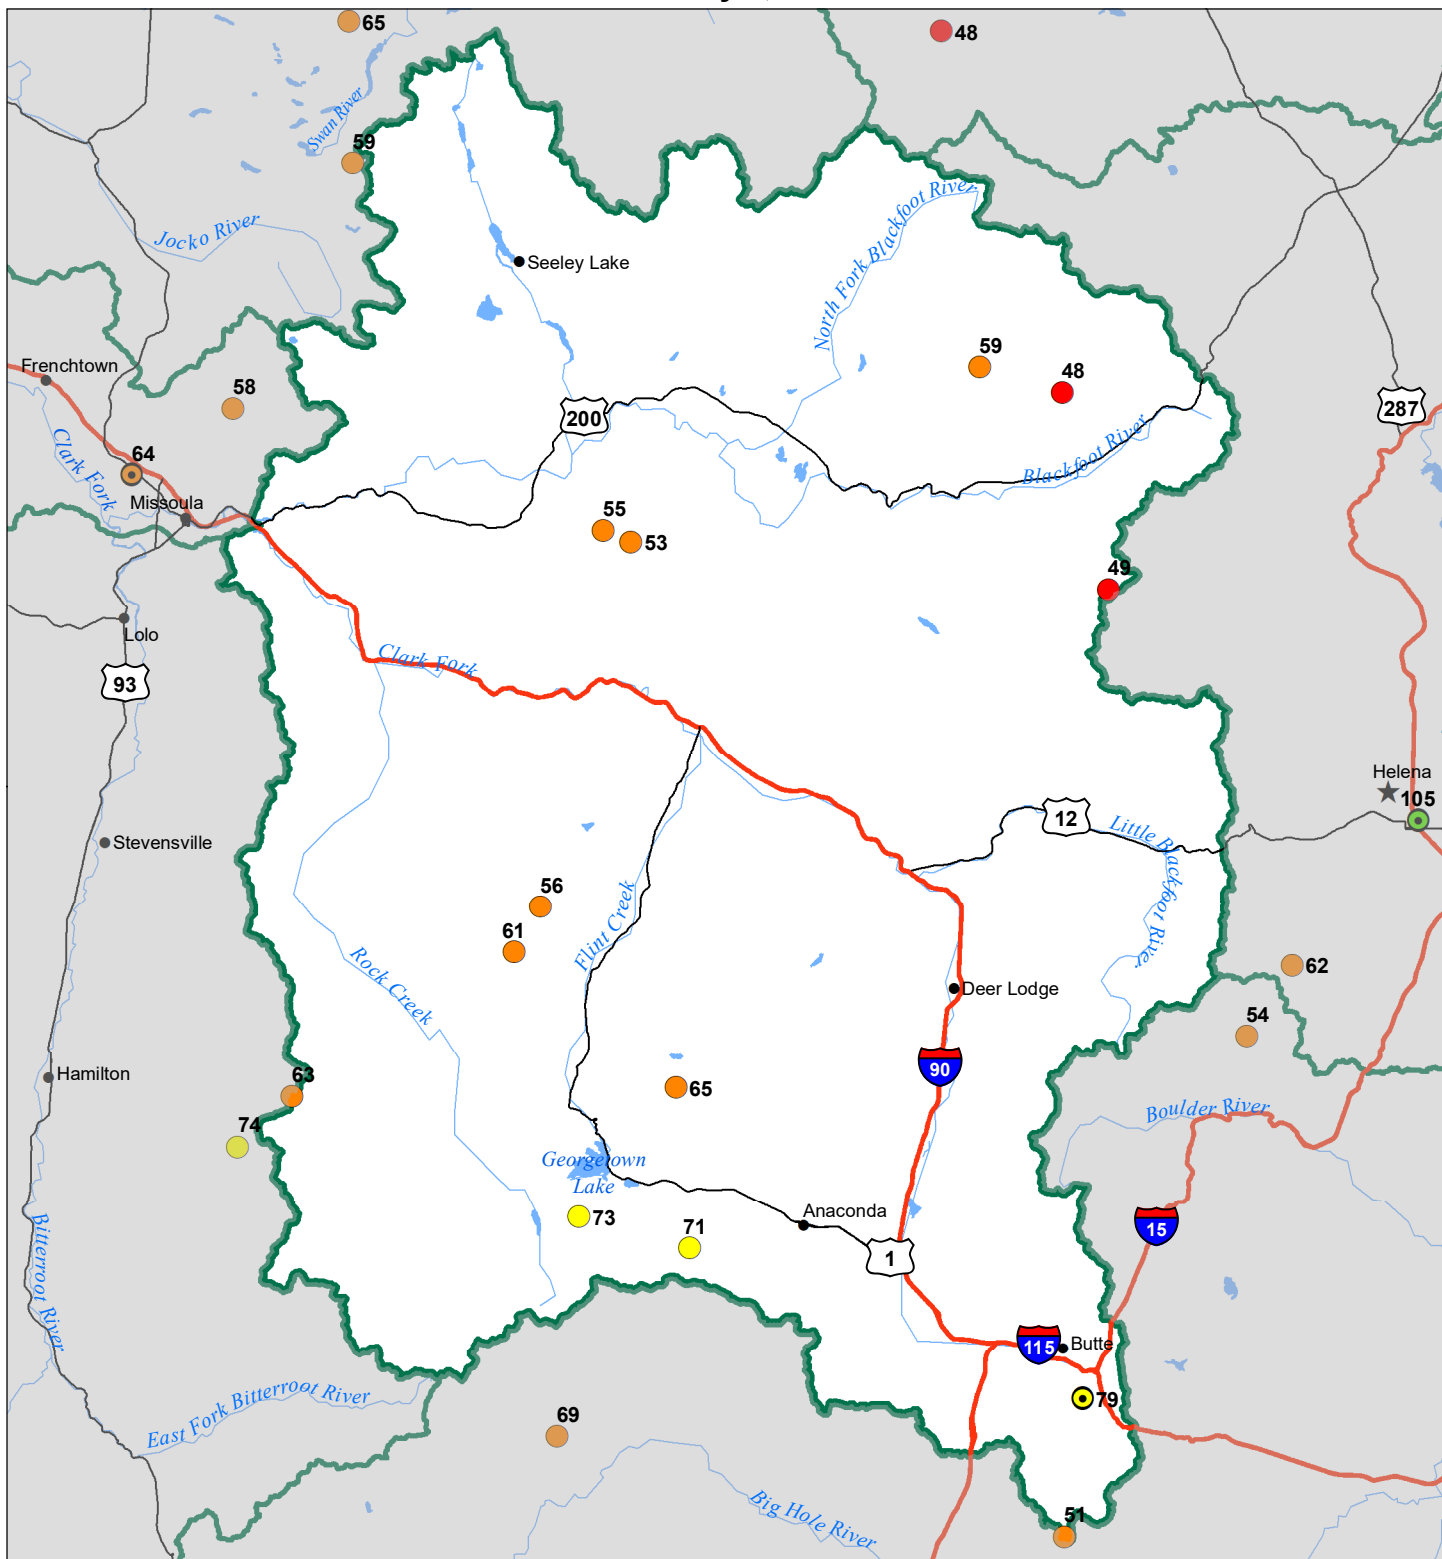 65
48
Swan River
59
Jocko River
North Fork Blackfoot River
Seeley Lake
Frenchtown
58
59
48
287
200
Clark Fork
64
Missoula
Blackfoot River
55
53
49
Lolo
93
Clark Fork
Helena
105
12
Little Blackfoot River
Stevensville
56
Flint Creek
61
Rock Creek
62
Deer Lodge
54
90
Hamilton
63
65
Boulder River
74
Georgetown
Lake
73
71
Anaconda
15
1
Bitterroot River
115
Butte
79
East Fork Bitterroot River
69
Big Hole River
51